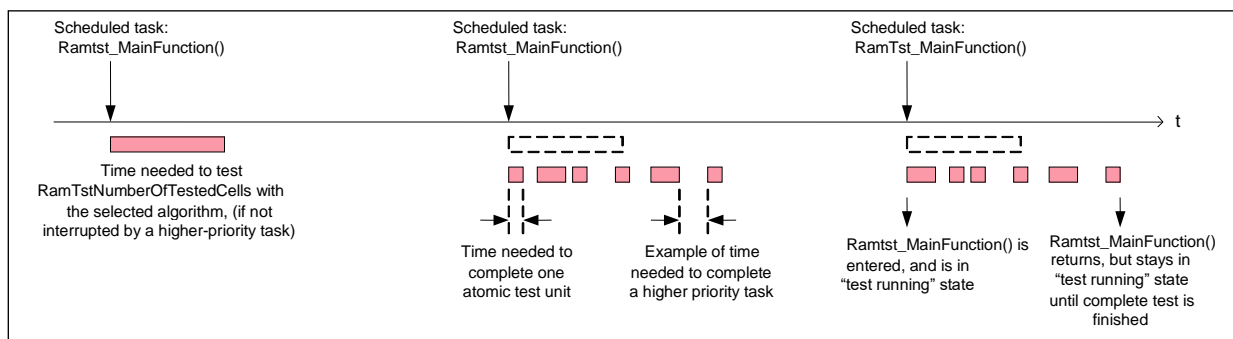 Scheduled task:
Ramtst_MainFunction()
Scheduled task:
Ramtst_MainFunction()
Scheduled task:
RamTst_MainFunction()
t
Time needed to test
RamTstNumberOfTestedCells with
the selected algorithm, (if not
interrupted by a higher-priority task)
Time needed to
complete one
atomic test unit
Example of time
needed to complete
a higher priority task
Ramtst_MainFunction() is
entered, and is in
“test running” state
Ramtst_MainFunction()
returns, but stays in
“test running” state
until complete test is
finished